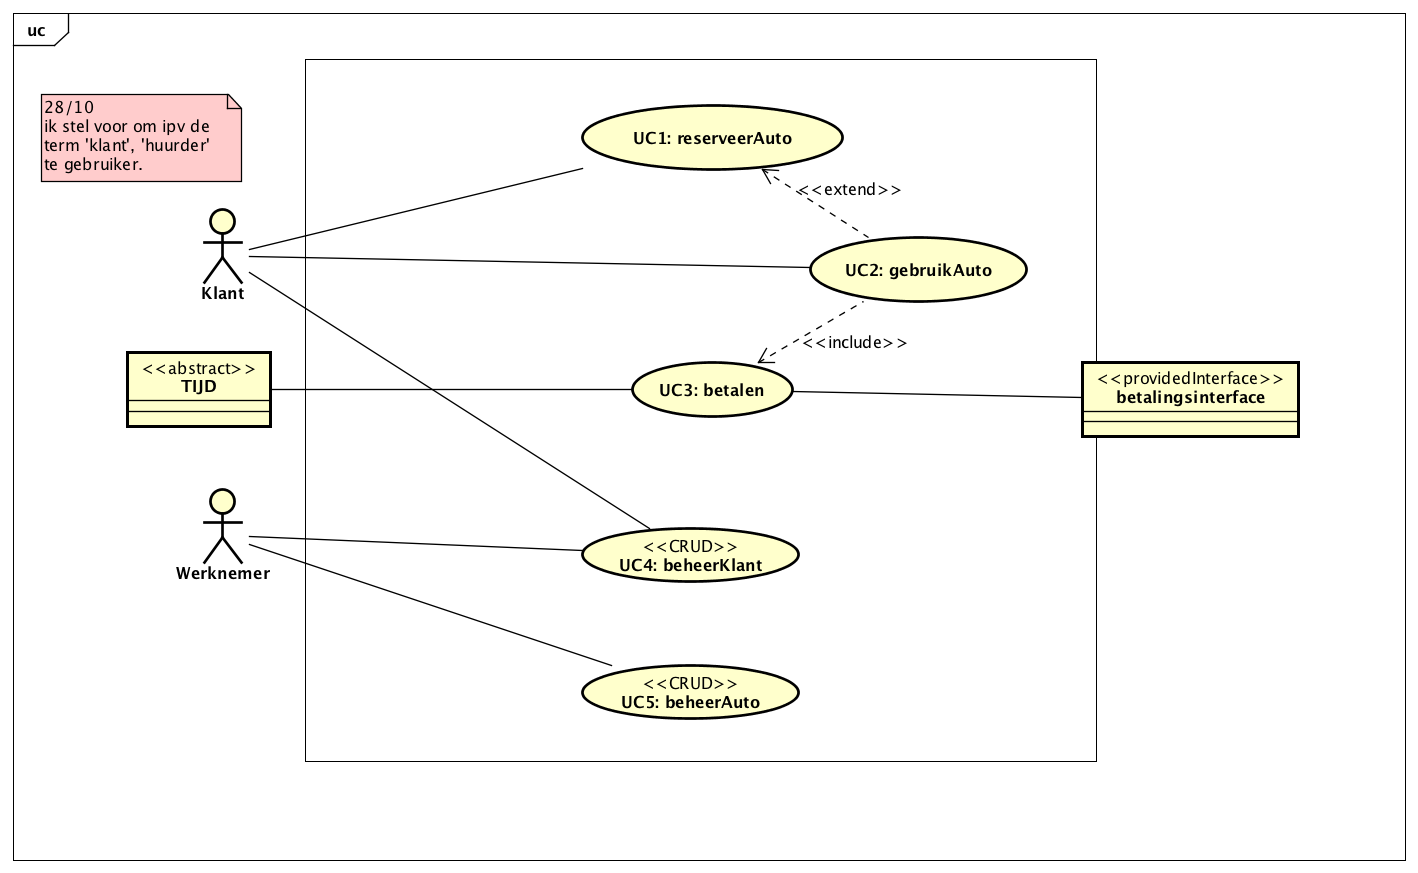 uc
28/10
ik stel voor om ipv de
term 'klant', 'huurder'
te gebruiker.
UC1: reserveerAuto
<<extend>>
UC2: gebruikAuto
Klant
<<include>>
<<abstract>>
TIJD
UC3: betalen
<<providedInterface>>
betalingsinterface
Werknemer
<<CRUD>>
UC4: beheerKlant
<<CRUD>>
UC5: beheerAuto